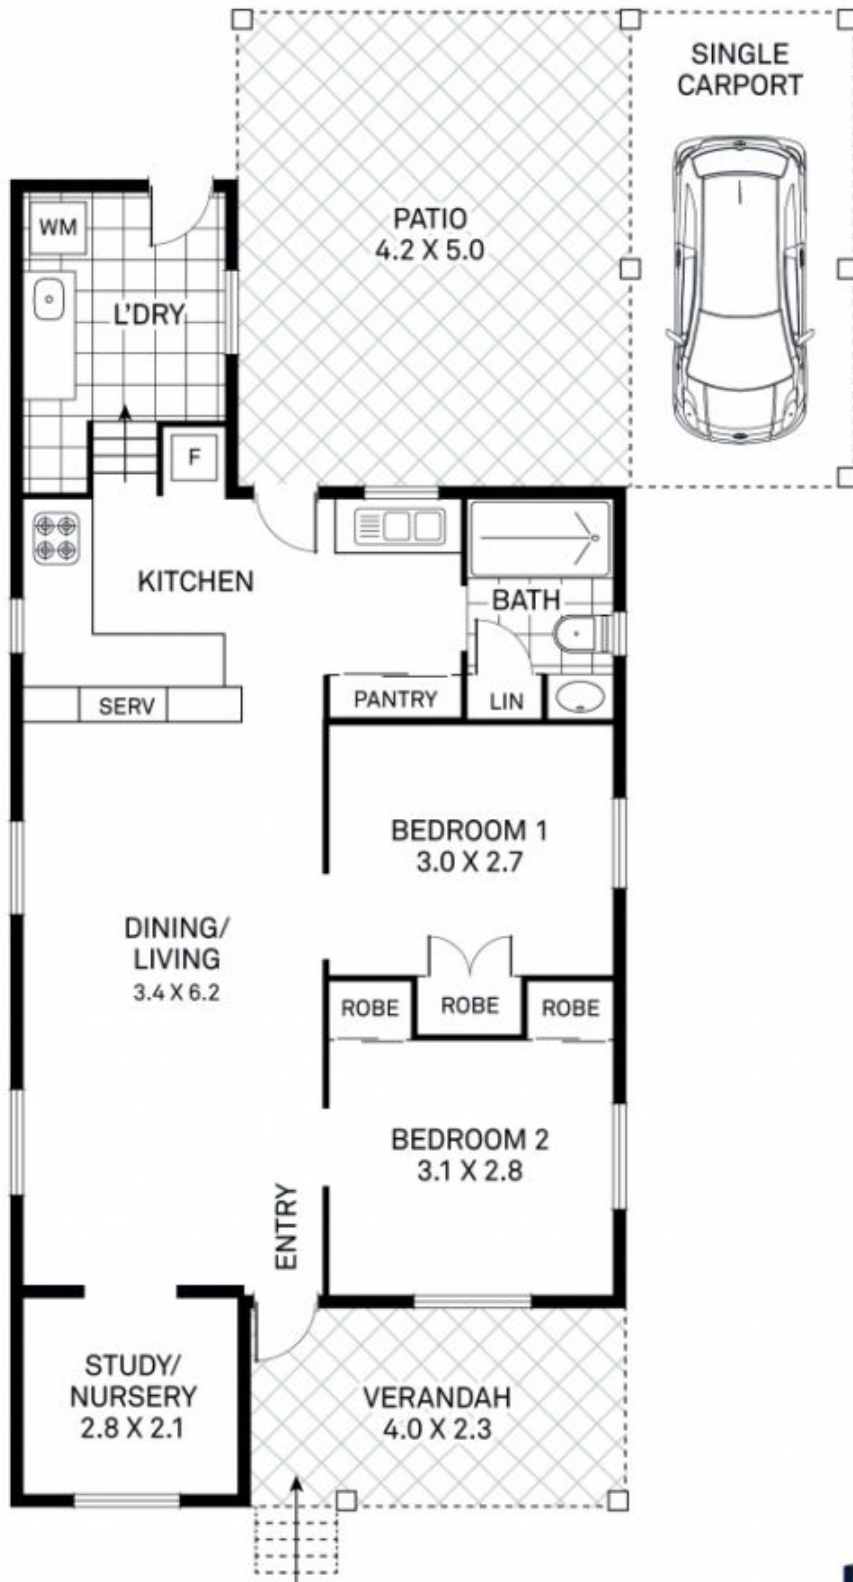 SINGLE
CARPORT
PATIO
4.2 X 5.0
WM
L'DRY
F
KITCHEN
BATH
SERV
PANTRY
LIN
BEDROOM 1
3.0 X 2.7
DINING/
LIVING
3.4 X 6.2
ROBE
ROBE
ROBE
BEDROOM 2
3.1 X 2.8
ENTRY
STUDY/
NURSERY
2.8 X 2.1
VERANDAH
4.0 X 2.3